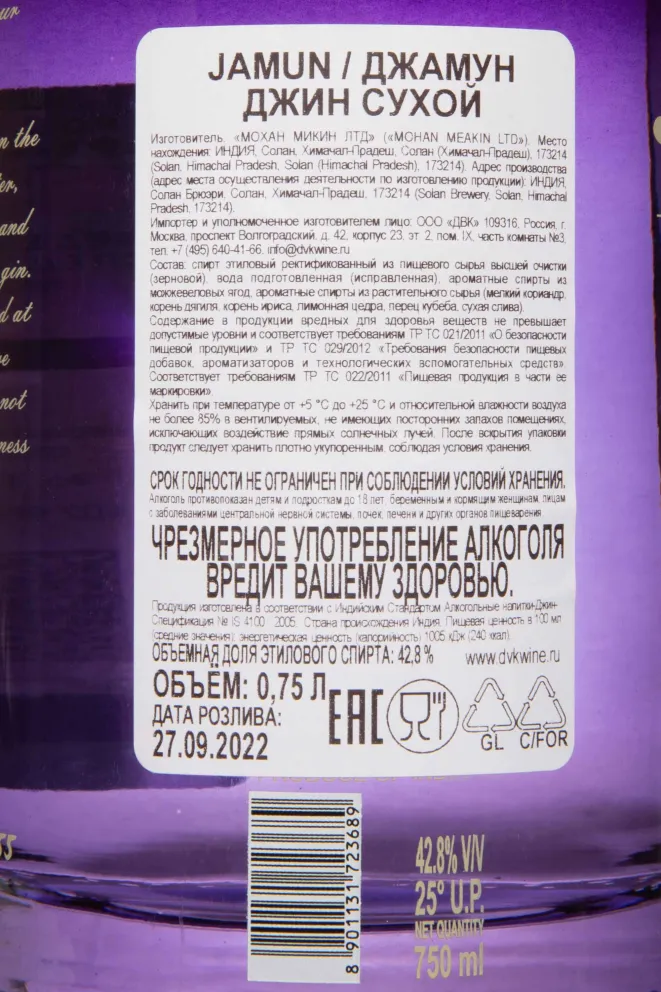 our
n the
ter,
and
gin.
d at
not
ness
JAMUN / ДЖАМУН
ДЖИН СУХОЙ
Изготовитель: «МОХАН МИКИН ЛТД» («MOHAN MEAKIN LTD»). Место
нахождения: ИНДИЯ, Солан, Химачал-Прадеш, Солан (Химачал-Прадеш), 173214
(Solan, Himachal Pradesh, Solan (Himachal Pradesh), 173214). Адрес производства
(адрес места осуществления деятельности по изготовлению продукции): ИНДИЯ,
Солан Брюэри, Солан, Химачал-Прадеш, 173214 (Solan Brewery, Solan, Himachal
Pradesh, 173214).
Импортер и уполномоченное изготовителем лицо: ООО «ДВК» 109316, Россия, г.
Москва, проспект Волгоградский, д. 42, корпус 23, эт 2, пом. IX, часть комнаты №3,
тел. +7 (495) 640-41-66. info@dvkwine.ru
Состав: спирт этиловый ректификованный из пищевого сырья высшей очистки
(зерновой), вода подготовленная (исправленная), ароматные спирты из
можжевеловых ягод, ароматные спирты из растительного сырья (мелкий кориандр,
корень дягиля, корень ириса, лимонная цедра, перец кубеба, сухая слива).
Содержание в продукции вредных для здоровья веществ не превышает
допустимые уровни и соответствует требованиям ТР ТС 021/2011 «О безопасности
пищевой продукции» и ТР ТС 029/2012 «Требования безопасности пищевых
добавок, ароматизаторов и технологических вспомогательных средств».
Соответствует требованиям ТР ТС 022/2011 «Пищевая продукция в части ее
маркировки».
Хранить при температуре от +5 °С до +25 °С и относительной влажности воздуха
не более 85% в вентилируемых, не имеющих посторонних запахов помещениях,
исключающих воздействие прямых солнечных лучей. После вскрытия упаковки
продукт следует хранить плотно укупоренным, соблюдая условия хранения.
СРОК ГОДНОСТИ НЕ ОГРАНИЧЕН ПРИ СОБЛЮДЕНИИ УСЛОВИЙ ХРАНЕНИЯ.
Алкоголь противопоказан детям и подросткам до 18 лет, беременным и кормящим женщинам, лицам
с заболеваниями центральной нервной системы, почек, печени и других органов пищеварения.
ЧРЕЗМЕРНОЕ УПОТРЕБЛЕНИЕ АЛКОГОЛЯ
ВРЕДИТ ВАШЕМУ ЗДОРОВЬЮ.
Продукция изготовлена в соответствии с Индийским Стандартом Алкогольные напитки-Джин-
Спецификация № IS 4100 : 2005. Страна происхождения Индия. Пищевая ценность в 100 мл
(средние значения): энергетическая ценность (калорийность) 1005 кДж (240 ккал).
ОБЪЕМНАЯ ДОЛЯ ЭТИЛОВОГО СПИРТА: 42,8 % www.dvkwine.ru
ОБЪЁМ: 0,75 Л
ДАТА РОЗЛИВА:
27.09.2022
EAC
GL
C/FOR
8 901131 723689
55
42.8% V/V
25° U.P.
NET QUANTITY
750 ml